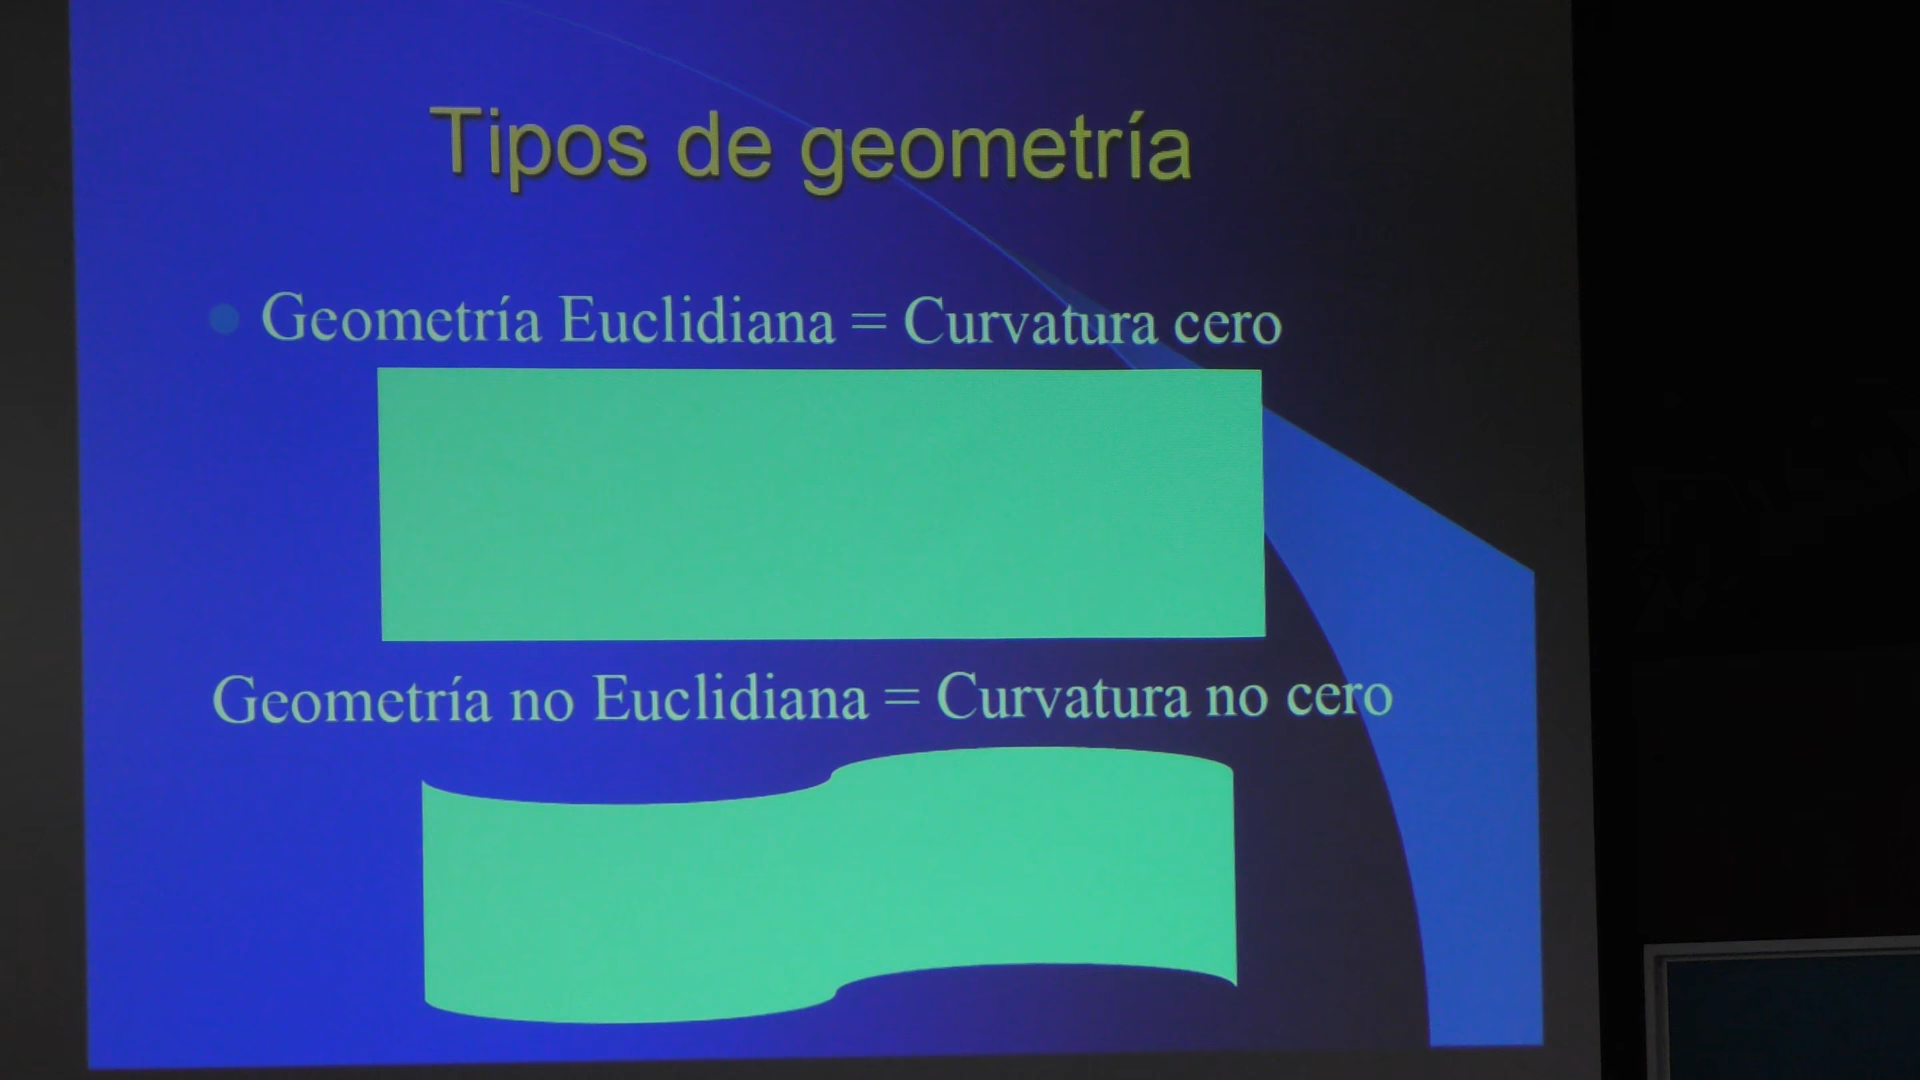 Tipos de geometría
Geometría Euclidiana = Curvatura cero
Geometría no Euclidiana = Curvatura no cero